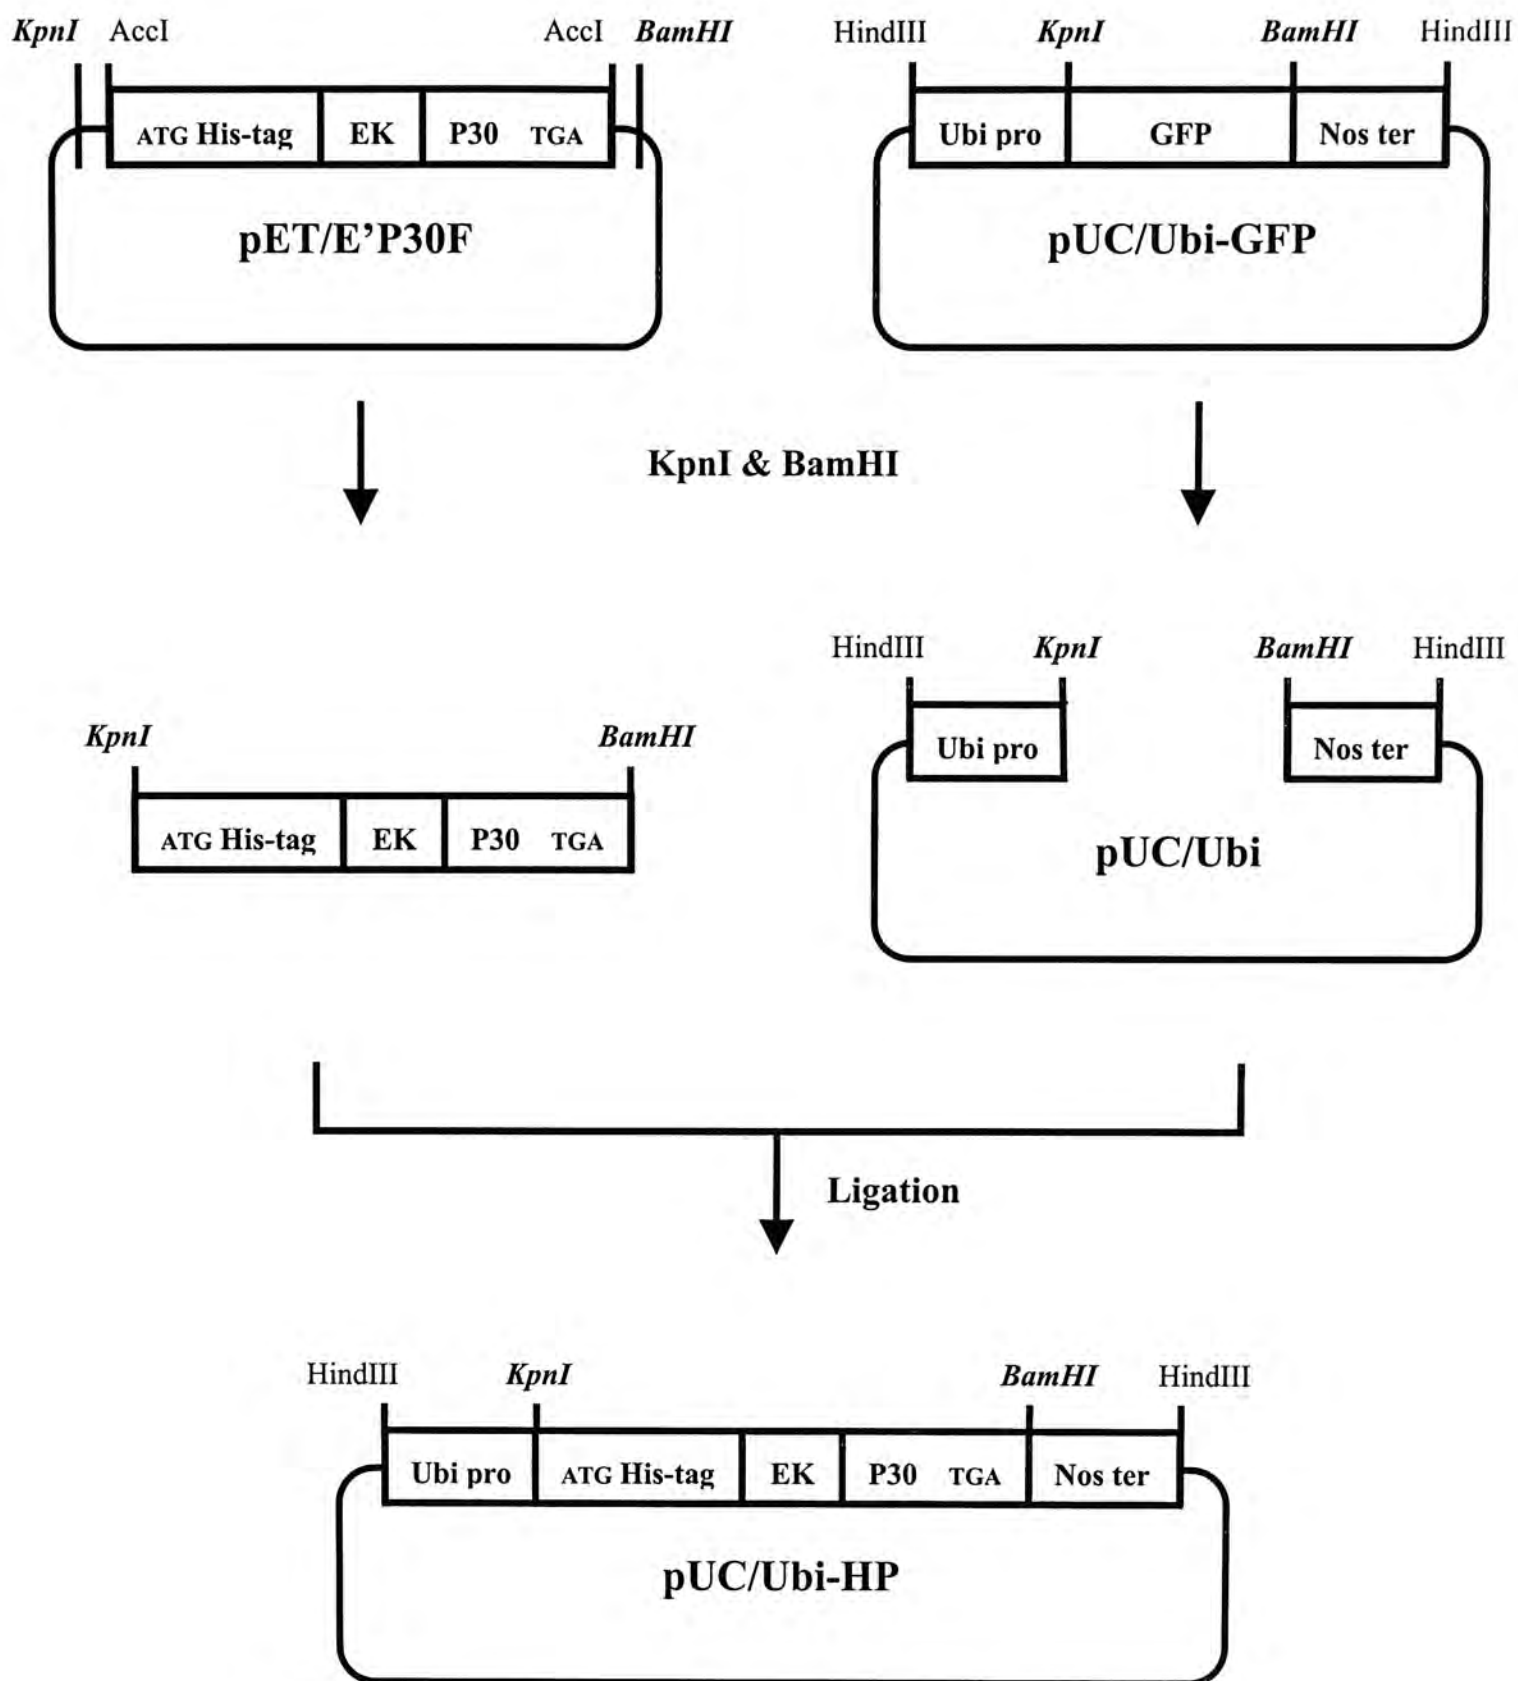 KpnI AccI AccI BamHI HindIII KpnI BamHI HindIII
ATG His-tag EK P30 TGA Ubi pro GFP Nos ter
pET/E’P30F pUC/Ubi-GFP
KpnI & BamHI
HindIII KpnI BamHI HindIII
Ubi pro Nos ter
KpnI BamHI
ATG His-tag EK P30 TGA
pUC/Ubi
Ligation
HindIII KpnI BamHI HindIII
Ubi pro ATG His-tag EK P30 TGA Nos ter
pUC/Ubi-HP